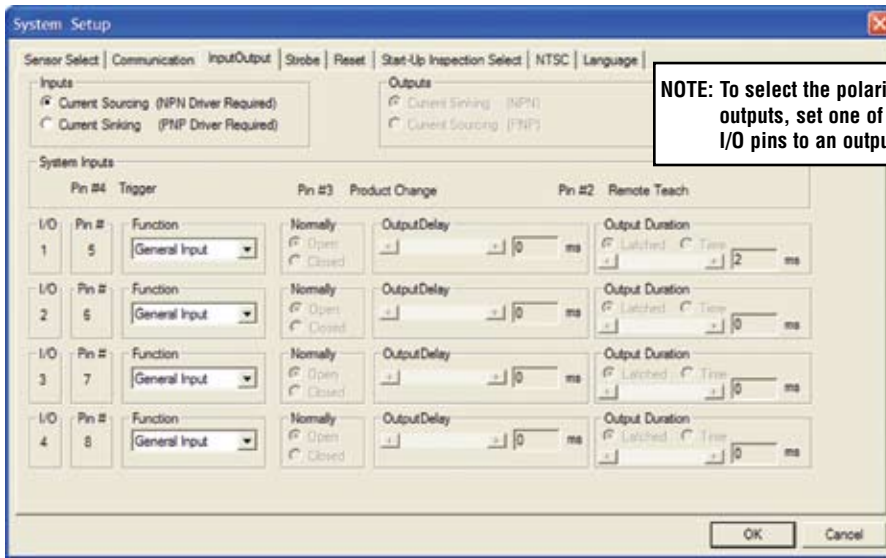 System Setup
Sensor Select Communication InputOutput Strobe Reset Start-Up Inspection Select NTSC Language
Inputs
Current Sourcing (NPN Driver Required)
Current Sinking (PNP Driver Required)
Outputs
Current Sinking (NPN)
Current Sourcing (PNP)
NOTE: To select the polari
outputs, set one of
I/O pins to an outpu
System Inputs
Pin #4 Trigger Pin #3 Product Change Pin #2 Remote Teach
I/O Pin # Function Normally OutputDelay Output Duration
1 5 General Input Open Closed 0 ms Latched Time 2 ms
I/O Pin # Function Normally OutputDelay Output Duration
2 6 General Input Open Closed 0 ms Latched Time 0 ms
I/O Pin # Function Normally OutputDelay Output Duration
3 7 General Input Open Closed 0 ms Latched Time 0 ms
I/O Pin # Function Normally OutputDelay Output Duration
4 8 General Input Open Closed 0 ms Latched Time 0 ms
OK Cancel